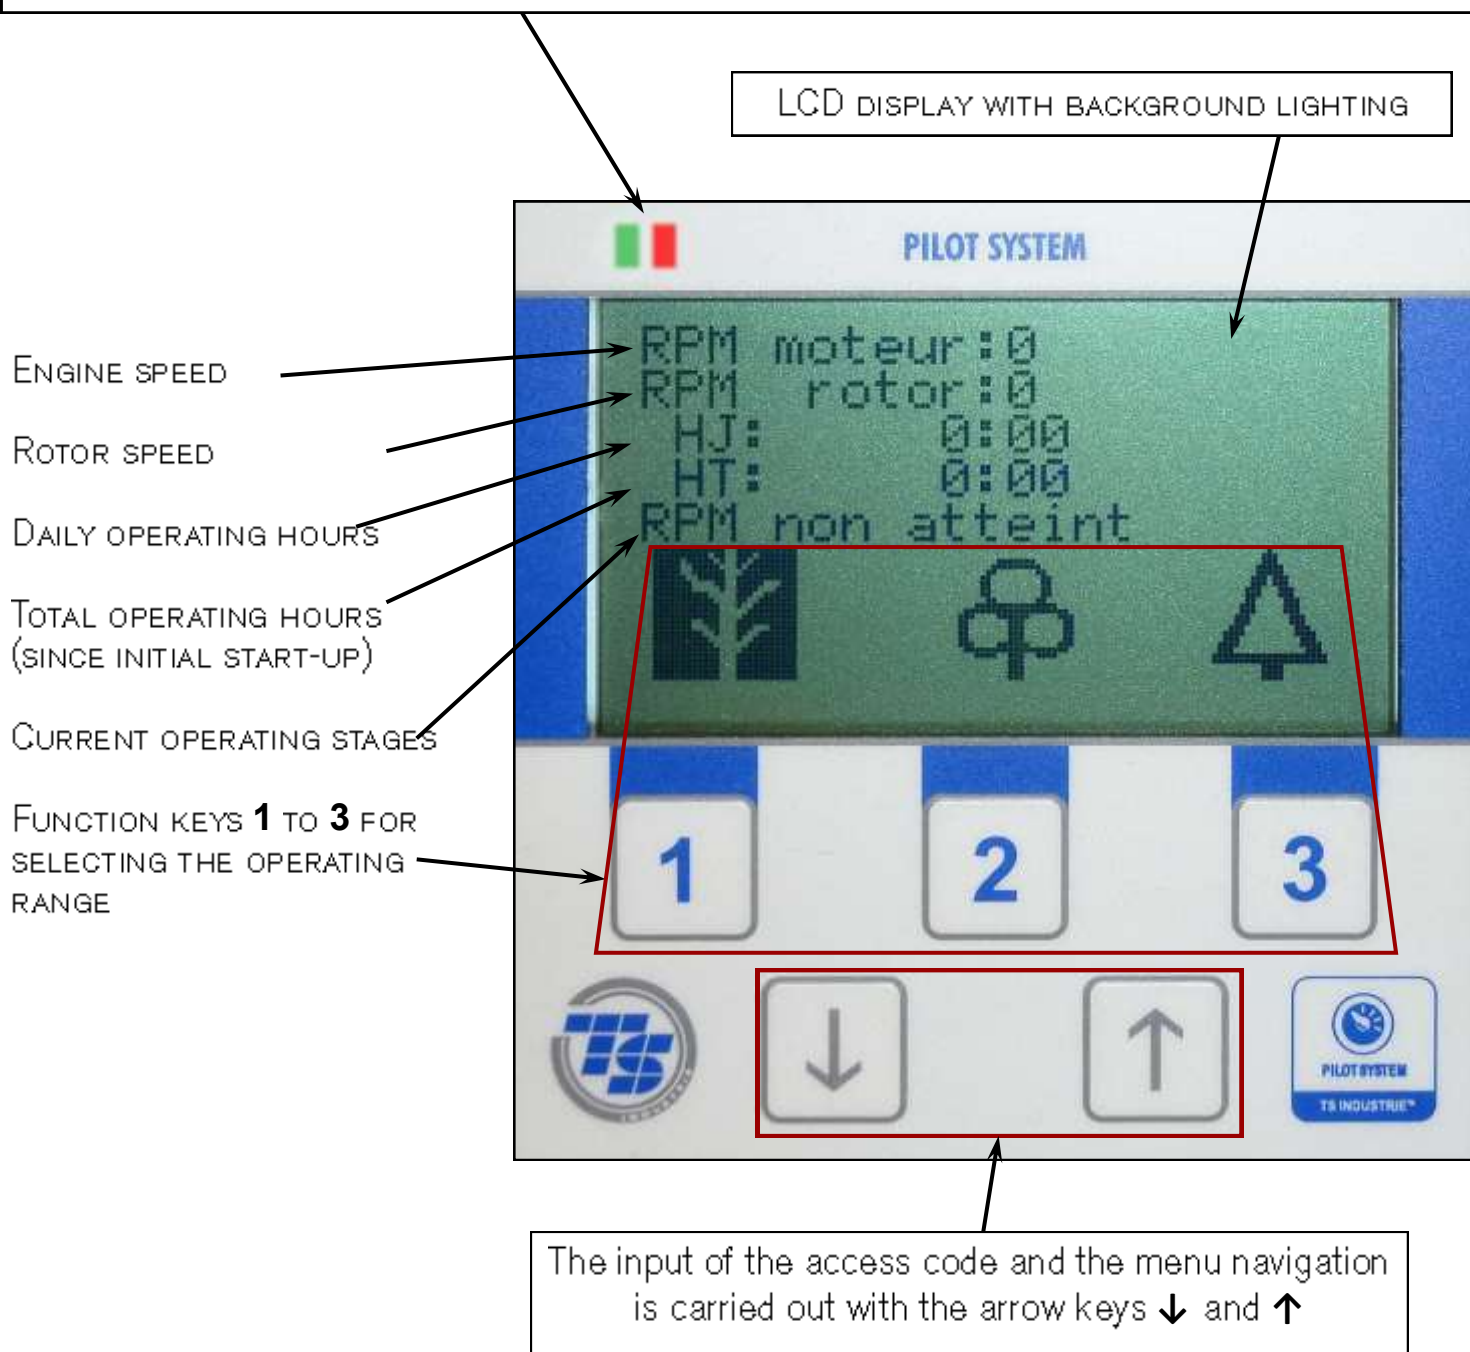 LCD DISPLAY WITH BACKGROUND LIGHTING
PILOT SYSTEM
ENGINE SPEED
ROTOR SPEED
DAILY OPERATING HOURS
TOTAL OPERATING HOURS
(SINCE INITIAL START-UP)
CURRENT OPERATING STAGES
FUNCTION KEYS 1 TO 3 FOR
SELECTING THE OPERATING
RANGE
RPM moteur:0
RPM rotor:0
HJ: 0:00
HT: 0:00
RPM non atteint
1 2 3
TS
INDUSTRIE
↓ ↑
PILOT SYSTEM
TS INDUSTRIE™
The input of the access code and the menu navigation
is carried out with the arrow keys ↓ and ↑